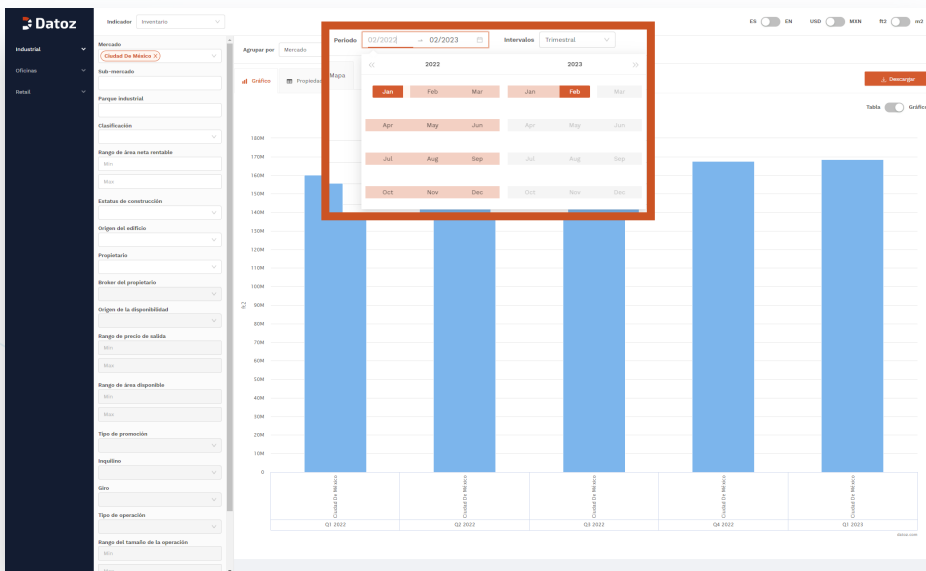 Datoz
Indicador
Inventario
ES
EN
USD
MXN
ft2
m2
Industrial
Oficinas
Retail
Mercado
Ciudad De México X
Sub-mercado
Parque industrial
Clasificación
Rango de área neta rentable
Min
Max
Estatus de construcción
Origen del edificio
Propietario
Broker del propietario
Origen de la disponibilidad
Rango de precio de salida
Min
Max
Rango de área disponible
Min
Max
Tipo de promoción
Inquilino
Giro
Tipo de operación
Rango del tamaño de la operación
Min
Max
Agrupar por
Mercado
Periodo
02/2022 → 02/2023
Intervalos
Trimestral
Gráfico
Propiedad
Mapa
Descargar
Tabla
Gráfico
« 2022 2023 »
Jan Feb Mar Jan Feb Mar
Apr May Jun Apr May Jun
Jul Aug Sep Jul Aug Sep
Oct Nov Dec Oct Nov Dec
180M
170M
160M
150M
140M
130M
120M
110M
100M
90M
80M
70M
60M
50M
40M
30M
20M
10M
0
ft2
Ciudad De México
Ciudad De México
Ciudad De México
Ciudad De México
Ciudad De México
Q1 2022
Q2 2022
Q3 2022
Q4 2022
Q1 2023
datoz.com